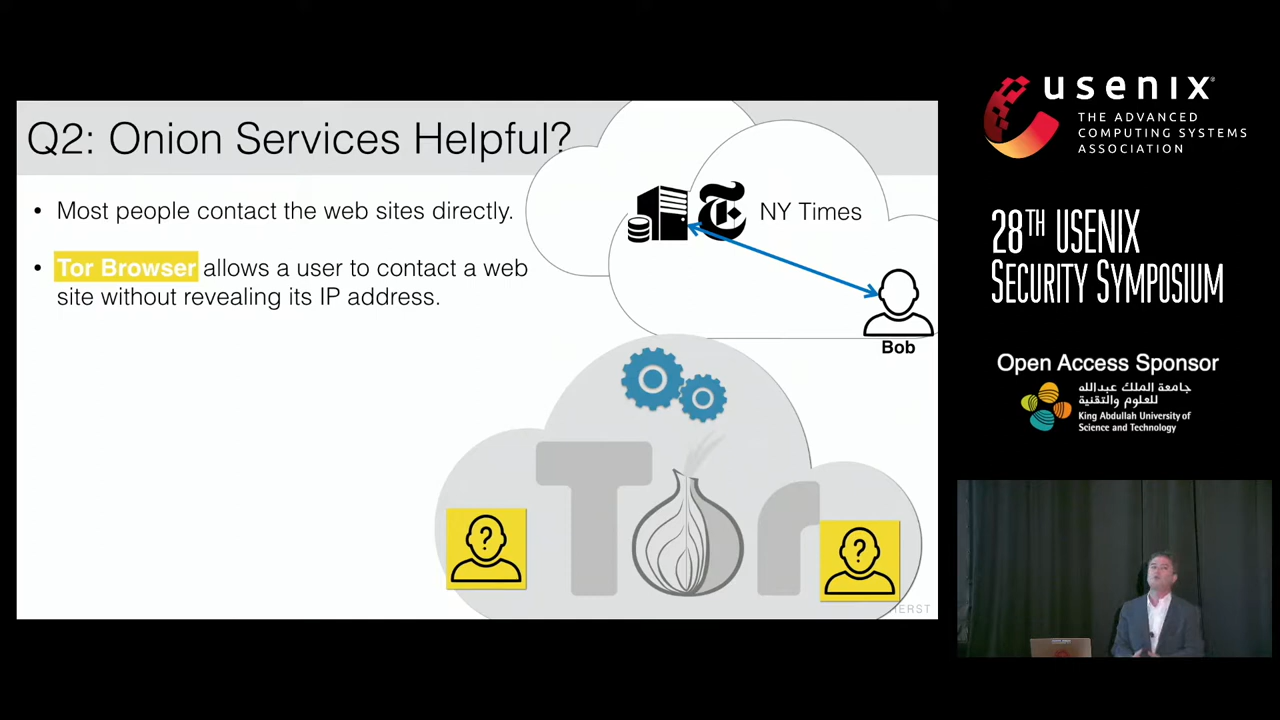 Q2: Onion Services Helpful?
• Most people contact the web sites directly.
• Tor Browser allows a user to contact a web
site without revealing its IP address.
NY Times
Bob
Tor
?
?
usenix
THE ADVANCED
COMPUTING SYSTEMS
ASSOCIATION
28TH USENIX
SECURITY SYMPOSIUM
Open Access Sponsor
جامعة الملك عبدالله
للعلوم والتقنية
King Abdullah University of
Science and Technology